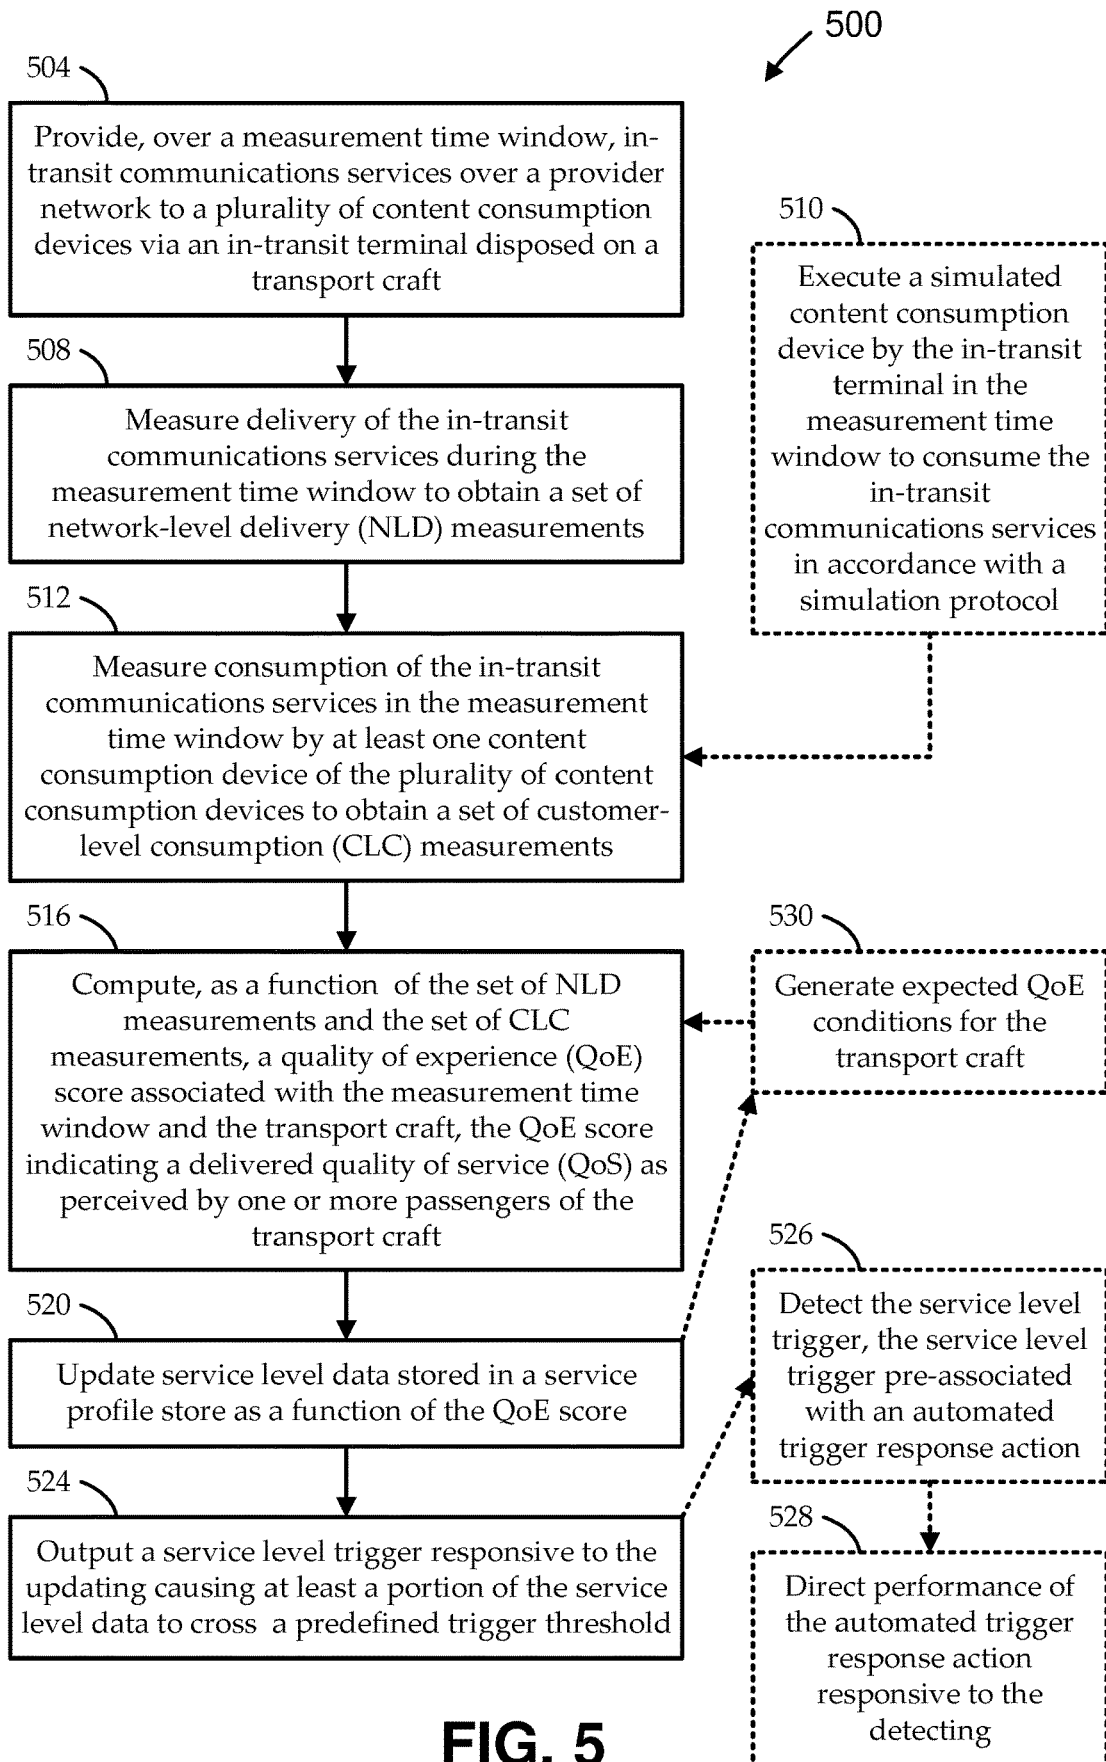 500
504
Provide, over a measurement time window, in-
transit communications services over a provider
network to a plurality of content consumption
devices via an in-transit terminal disposed on a
transport craft
508
Measure delivery of the in-transit
communications services during the
measurement time window to obtain a set of
network-level delivery (NLD) measurements
510
Execute a simulated
content consumption
device by the in-transit
terminal in the
measurement time
window to consume the
in-transit
communications services
in accordance with a
simulation protocol
512
Measure consumption of the in-transit
communications services in the measurement
time window by at least one content
consumption device of the plurality of content
consumption devices to obtain a set of customer-
level consumption (CLC) measurements
516
Compute, as a function of the set of NLD
measurements and the set of CLC
measurements, a quality of experience (QoE)
score associated with the measurement time
window and the transport craft, the QoE score
indicating a delivered quality of service (QoS) as
perceived by one or more passengers of the
transport craft
530
Generate expected QoE
conditions for the
transport craft
520
Update service level data stored in a service
profile store as a function of the QoE score
524
Output a service level trigger responsive to the
updating causing at least a portion of the service
level data to cross a predefined trigger threshold
526
Detect the service level
trigger, the service level
trigger pre-associated
with an automated
trigger response action
528
Direct performance of
the automated trigger
response action
responsive to the
detecting
FIG. 5